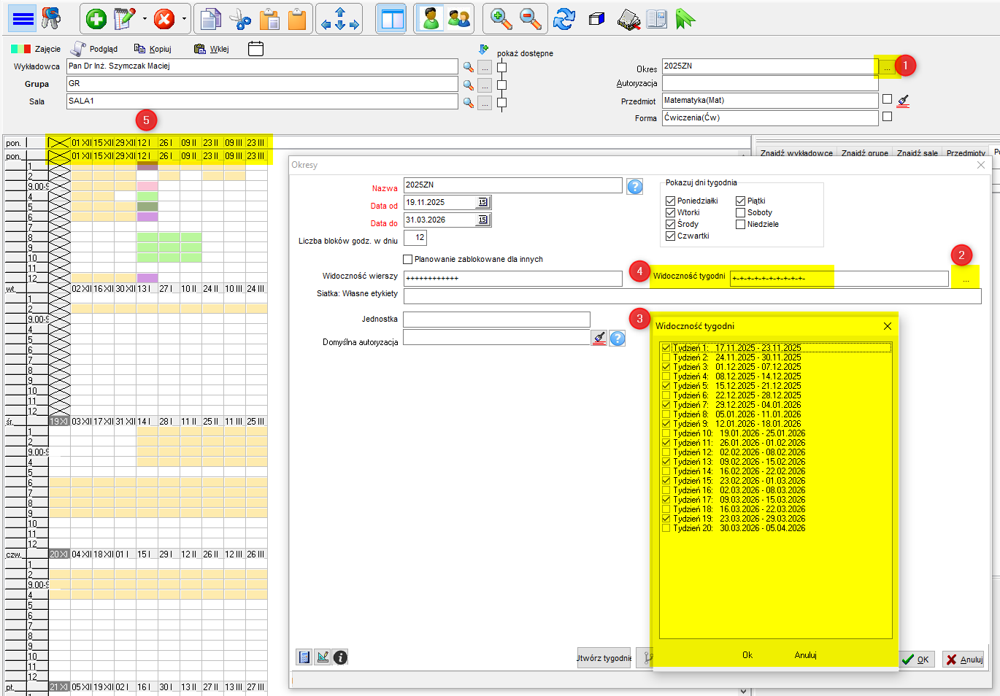 Zajęcie Podgląd Kopiuj Wklej
pokaż dostępne
Wykładowca Pan Dr Inż. Szymczak Maciej ...
Grupa GR ...
Sala SALA1 ...
Okres 2025ZN ... 1
Autoryzacja
Przedmiot Matematyka(Mat)
Forma Ćwiczenia(Ćw)
5
pon. 01 XII 15 XII 29 XII 12 I 26 I 09 II 23 II 09 III 23 III
pon. 01 XII 15 XII 29 XII 12 I 26 I 09 II 23 II 09 III 23 III
1
2
9.00-9
4
5
6
7
8
9
10
11
12
wt. 02 XII 16 XII 30 XII 13 I 27 I 10 II 24 II 10 III 24 III
1
2
9.00-9
4
5
6
7
8
9
10
11
12
śr. 19 XI 03 XII 17 XII 31 XII 14 I 28 I 11 II 25 II 11 III 25 III
1
2
9.00-9
4
5
6
7
8
9
10
11
12
czw. 20 XI 04 XII 18 XII 01 I 15 I 29 I 12 II 26 II 12 III 26 III
1
2
9.00-9
4
5
6
7
8
9
10
11
12
pt. 21 XI 05 XII 19 XII 02 I 16 I 30 I 13 II 27 II 13 III 27 III
Znajdź wykładowcę Znajdź grupę Znajdź salę Przedmioty
Okresy
Nazwa 2025ZN
Data od 19.11.2025 15
Data do 31.03.2026 15
Liczba bloków godz. w dniu 12
Pokazuj dni tygodnia
Poniedziałki Piątki
Wtorki Soboty
Środy Niedziele
Czwartki
Planowanie zablokowane dla innych
2
Widoczność wierszy ++++++++++++
4 Widoczność tygodni +-+-+-+-+-+-+-+-+-+- ...
Siatka: Własne etykiety
Jednostka
Domyślna autoryzacja
3
Widoczność tygodni
Tydzień 1: 17.11.2025 - 23.11.2025
Tydzień 2: 24.11.2025 - 30.11.2025
Tydzień 3: 01.12.2025 - 07.12.2025
Tydzień 4: 08.12.2025 - 14.12.2025
Tydzień 5: 15.12.2025 - 21.12.2025
Tydzień 6: 22.12.2025 - 28.12.2025
Tydzień 7: 29.12.2025 - 04.01.2026
Tydzień 8: 05.01.2026 - 11.01.2026
Tydzień 9: 12.01.2026 - 18.01.2026
Tydzień 10: 19.01.2026 - 25.01.2026
Tydzień 11: 26.01.2026 - 01.02.2026
Tydzień 12: 02.02.2026 - 08.02.2026
Tydzień 13: 09.02.2026 - 15.02.2026
Tydzień 14: 16.02.2026 - 22.02.2026
Tydzień 15: 23.02.2026 - 01.03.2026
Tydzień 16: 02.03.2026 - 08.03.2026
Tydzień 17: 09.03.2026 - 15.03.2026
Tydzień 18: 16.03.2026 - 22.03.2026
Tydzień 19: 23.03.2026 - 29.03.2026
Tydzień 20: 30.03.2026 - 05.04.2026
Ok Anuluj
Utwórz tygodnie OK Anuluj